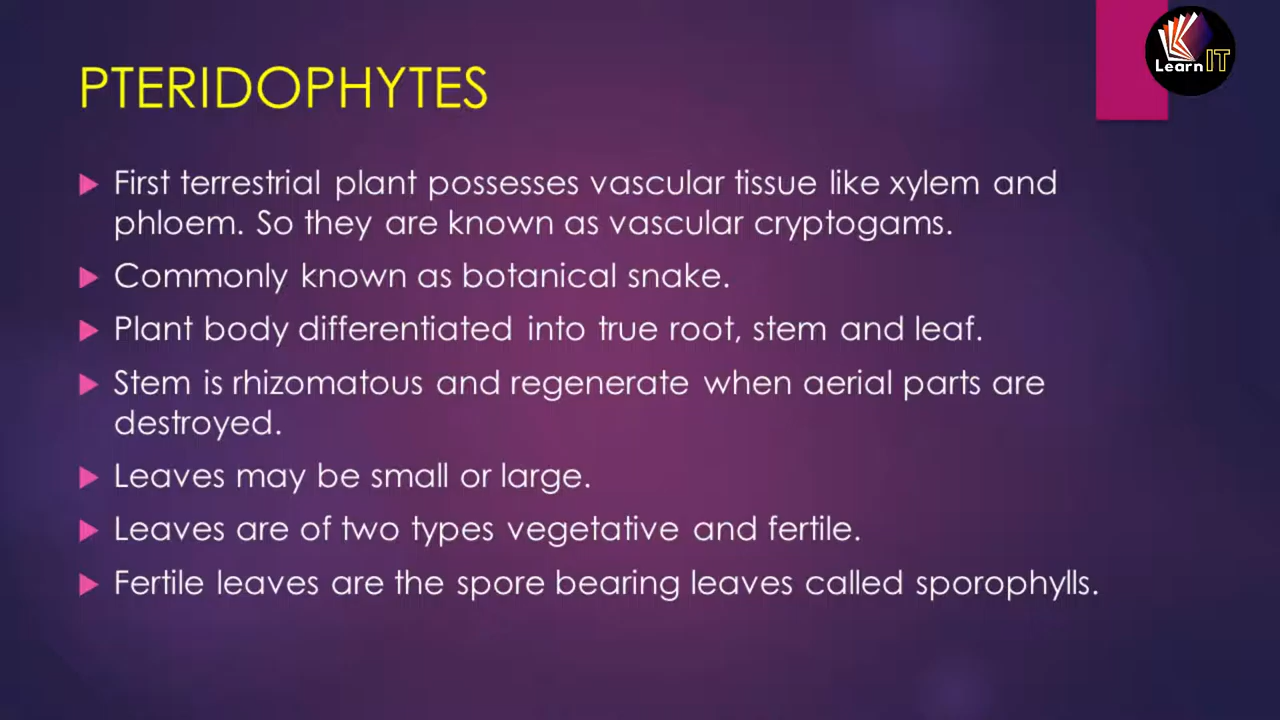 Learn IT
PTERIDOPHYTES
First terrestrial plant possesses vascular tissue like xylem and
phloem. So they are known as vascular cryptogams.
Commonly known as botanical snake.
Plant body differentiated into true root, stem and leaf.
Stem is rhizomatous and regenerate when aerial parts are
destroyed.
Leaves may be small or large.
Leaves are of two types vegetative and fertile.
Fertile leaves are the spore bearing leaves called sporophylls.